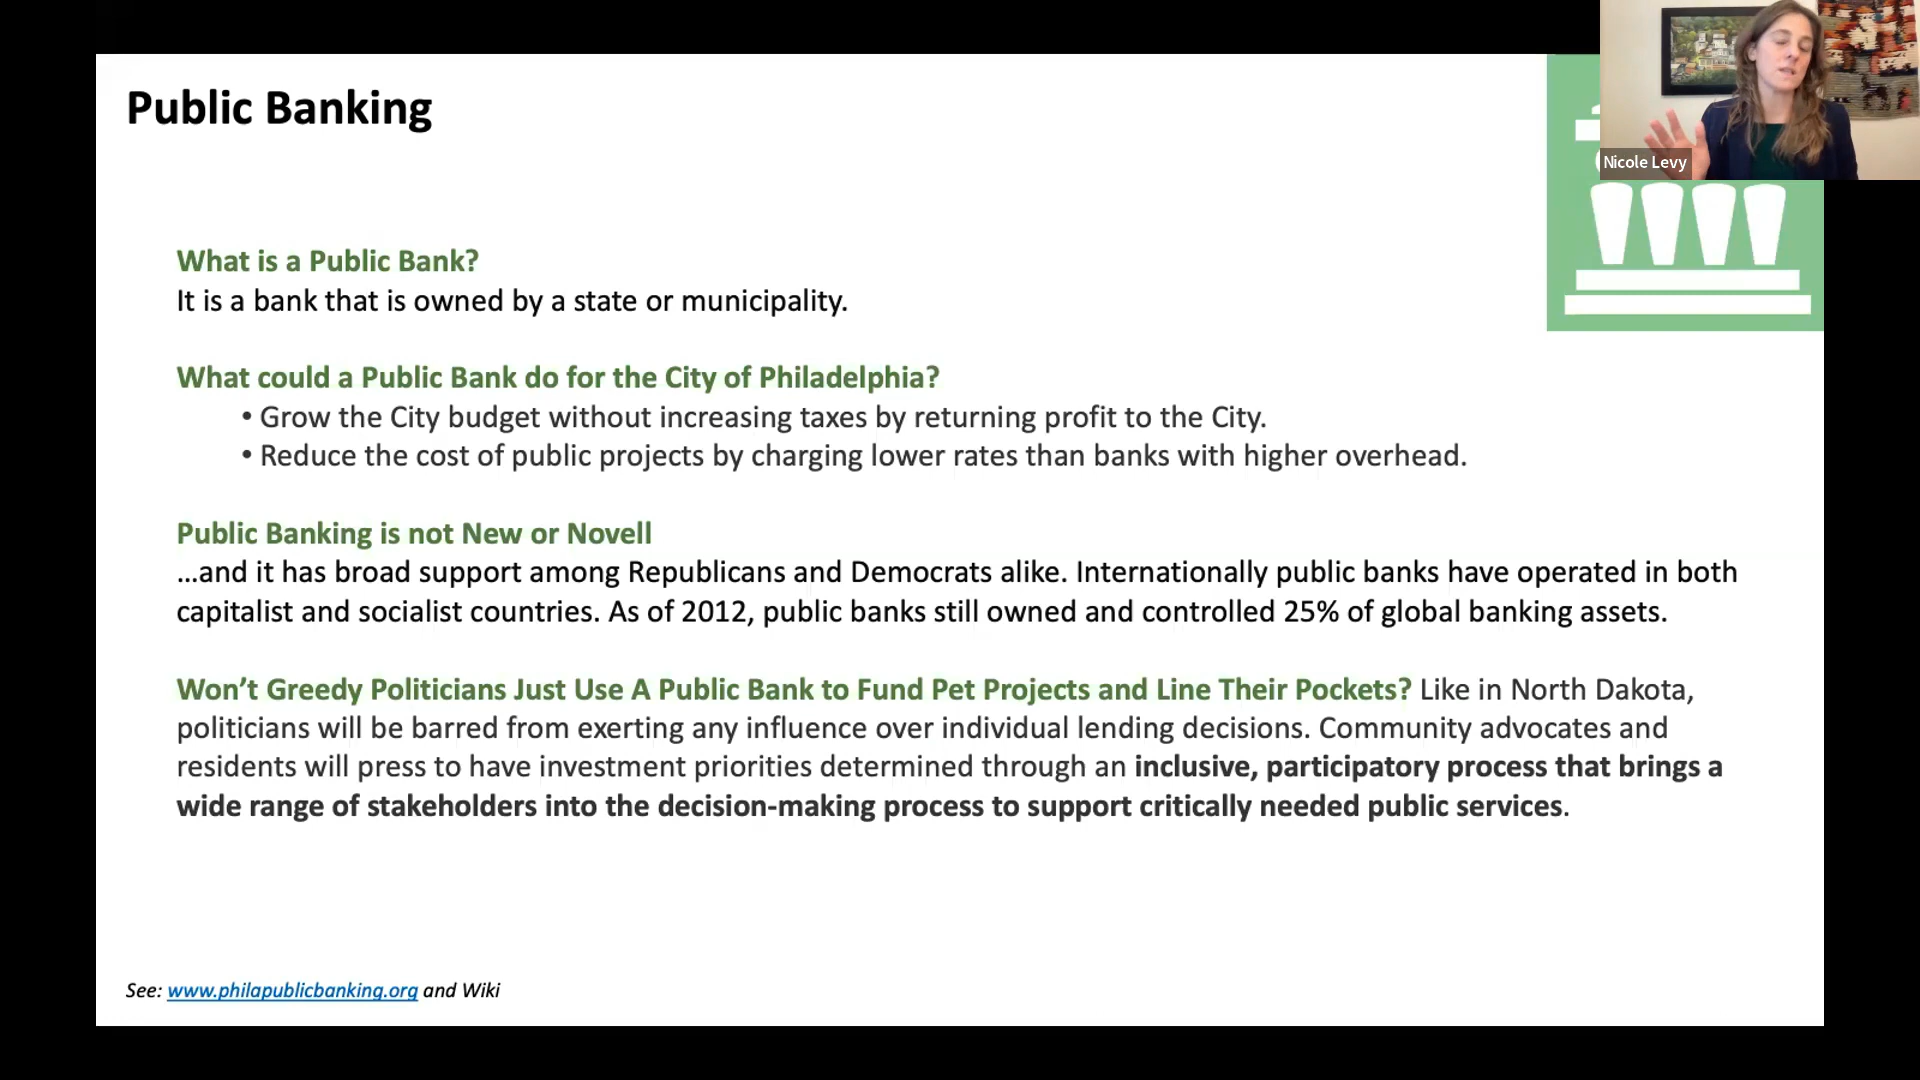 Public Banking
Nicole Levy
What is a Public Bank?
It is a bank that is owned by a state or municipality.
What could a Public Bank do for the City of Philadelphia?
• Grow the City budget without increasing taxes by returning profit to the City.
• Reduce the cost of public projects by charging lower rates than banks with higher overhead.
Public Banking is not New or Novell
...and it has broad support among Republicans and Democrats alike. Internationally public banks have operated in both
capitalist and socialist countries. As of 2012, public banks still owned and controlled 25% of global banking assets.
Won’t Greedy Politicians Just Use A Public Bank to Fund Pet Projects and Line Their Pockets? Like in North Dakota,
politicians will be barred from exerting any influence over individual lending decisions. Community advocates and
residents will press to have investment priorities determined through an inclusive, participatory process that brings a
wide range of stakeholders into the decision-making process to support critically needed public services.
See: www.philapublicbanking.org and Wiki